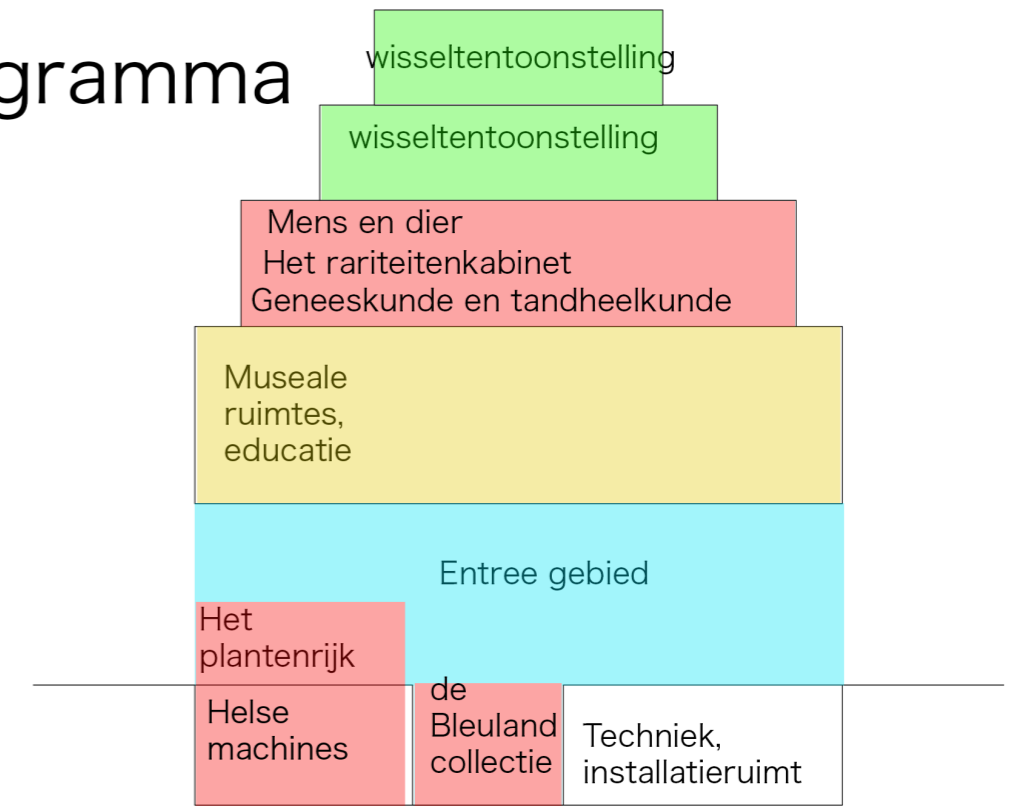 gramma
wisseltentoonstelling
wisseltentoonstelling
Mens en dier
Het rariteitenkabinet
Geneeskunde en tandheelkunde
Museale
ruimtes,
educatie
Entree gebied
Het
plantenrijk
Helse
machines
de
Bleuland
collectie
Techniek,
installatieruimt